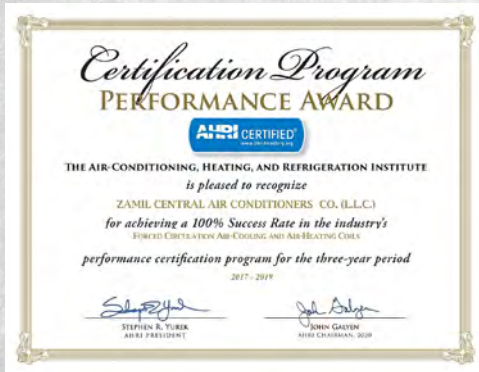 Certification Program
PERFORMANCE AWARD
AHRI CERTIFIED®
www.ahridirectory.org
THE AIR-CONDITIONING, HEATING, AND REFRIGERATION INSTITUTE
is pleased to recognize
ZAMIL CENTRAL AIR CONDITIONERS CO. (L.L.C.)
for achieving a 100% Success Rate in the industry's
FORCED CIRCULATION AIR-COOLING AND AIR-HEATING COILS
performance certification program for the three-year period
2017 - 2019
STEPHEN R. YUREK
AHRI PRESIDENT
JOHN GALYEN
AHRI CHAIRMAN, 2020